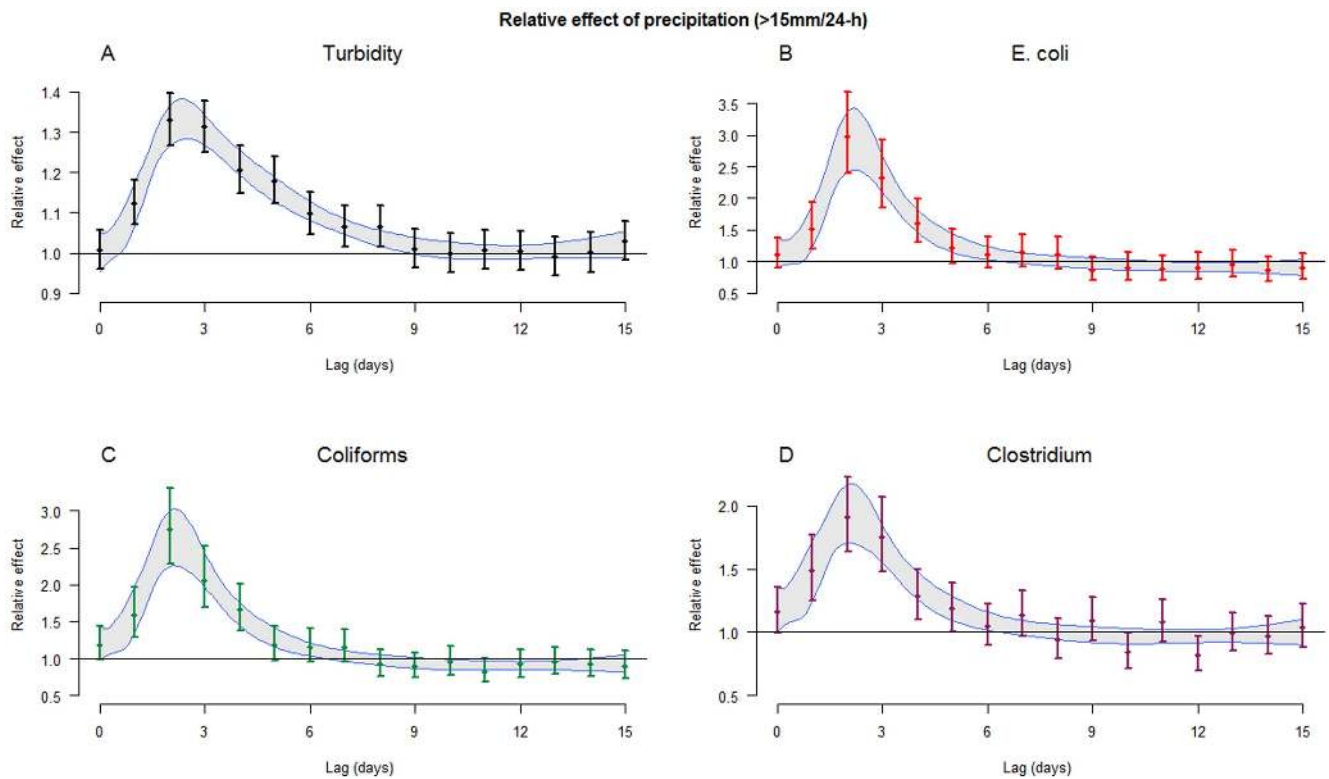 Relative effect of precipitation (>15mm/24-h)
A Turbidity
Relative effect
1.4
1.3
1.2
1.1
1.0
0.9
0 3 6 9 12 15
Lag (days)
B E. coli
Relative effect
3.5
3.0
2.5
2.0
1.5
1.0
0.5
0 3 6 9 12 15
Lag (days)
C Coliforms
Relative effect
3.0
2.5
2.0
1.5
1.0
0.5
0 3 6 9 12 15
Lag (days)
D Clostridium
Relative effect
2.0
1.5
1.0
0.5
0 3 6 9 12 15
Lag (days)